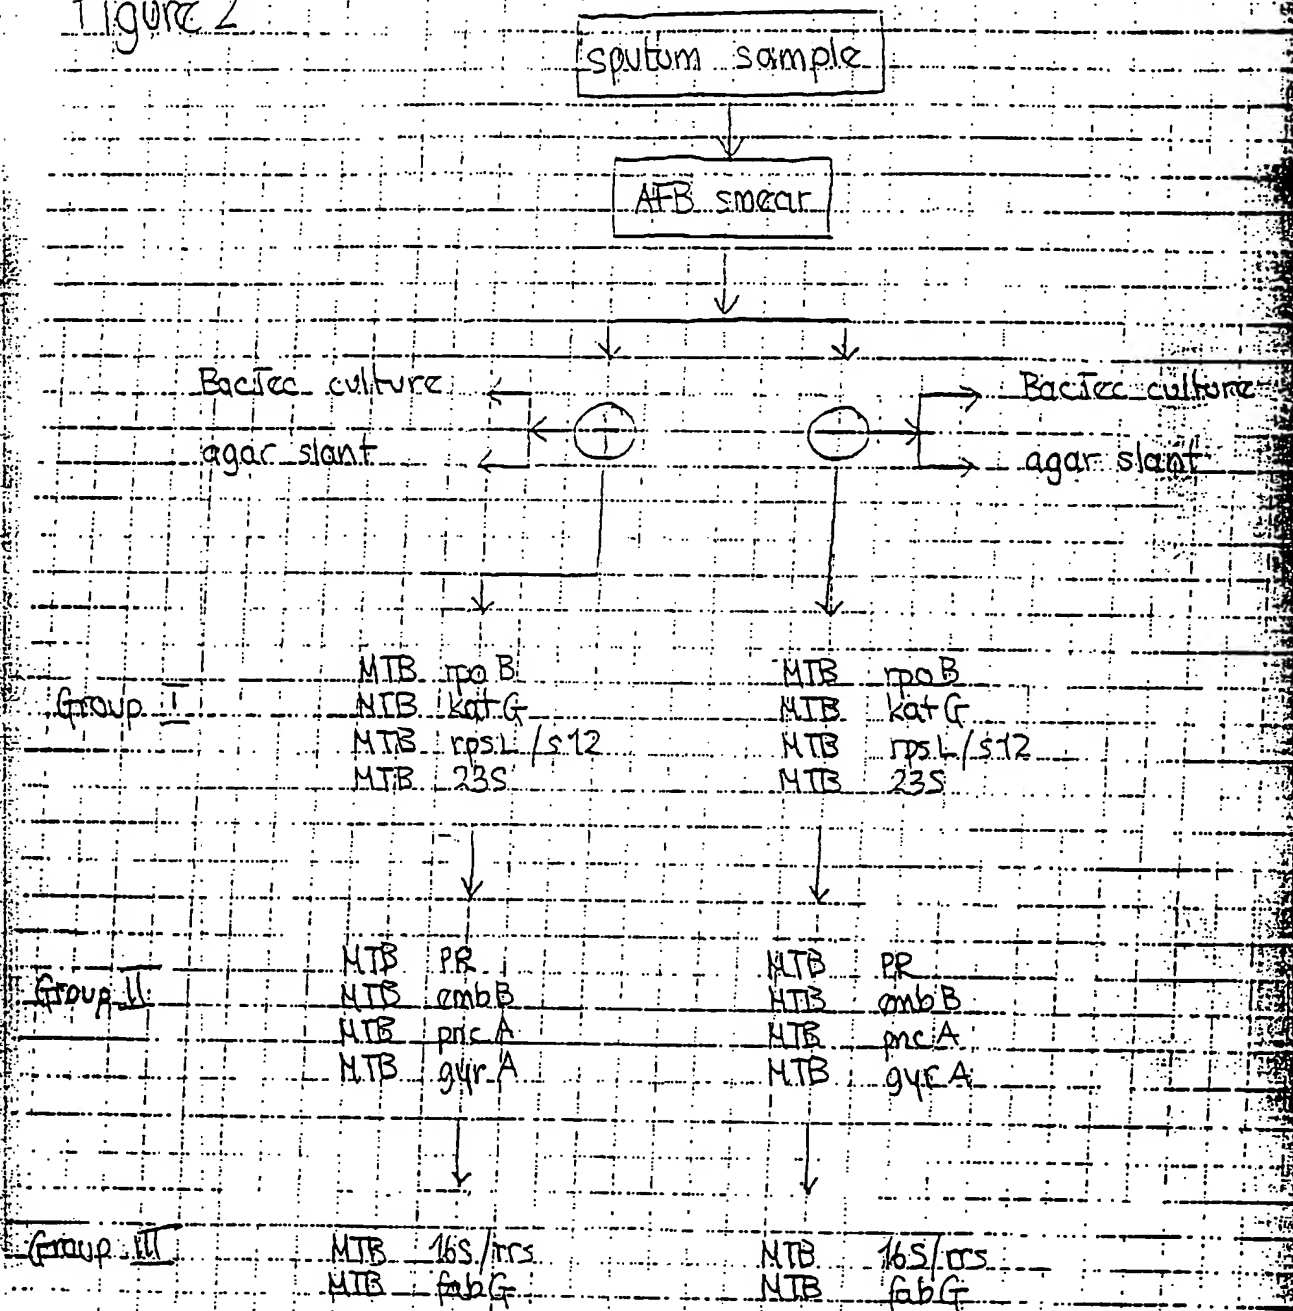 Figure 2
sputum sample
AFB smear
BacTec culture + - BacTec culture
agar slant agar slant
MTB rpoB MTB rpoB
Group I MTB katG MTB katG
MTB rpsL/s12 MTB rpsL/s12
MTB 23S MTB 23S
MTB PR MTB PR
Group II MTB embB MTB embB
MTB pncA MTB pncA
MTB gyrA MTB gyrA
Group III MTB 16S/rrs MTB 16S/rrs
MTB fabG MTB fabG